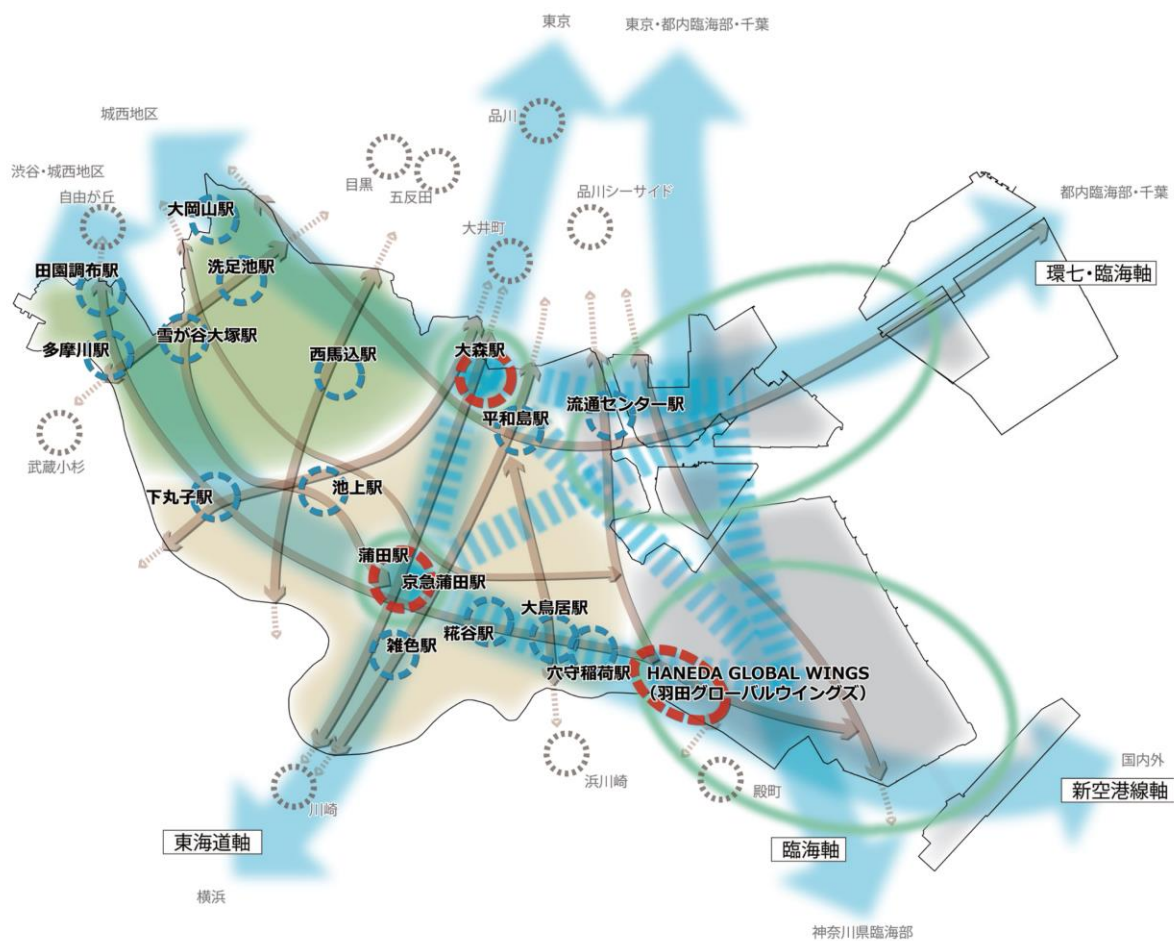 東京
東京・都内臨海部・千葉
城西地区
品川
渋谷・城西地区
自由が丘
目黒
五反田
品川シーサイド
都内臨海部・千葉
大岡山駅
大井町
田園調布駅
洗足池駅
環七・臨海軸
雪が谷大塚駅
多摩川駅
西馬込駅
大森駅
平和島駅
流通センター駅
武蔵小杉
下丸子駅
池上駅
蒲田駅
京急蒲田駅
大鳥居駅
糀谷駅
雑色駅
穴守稲荷駅
HANEDA GLOBAL WINGS
（羽田グローバルウイングズ）
浜川崎
殿町
国内外
新空港線軸
川崎
東海道軸
臨海軸
横浜
神奈川県臨海部